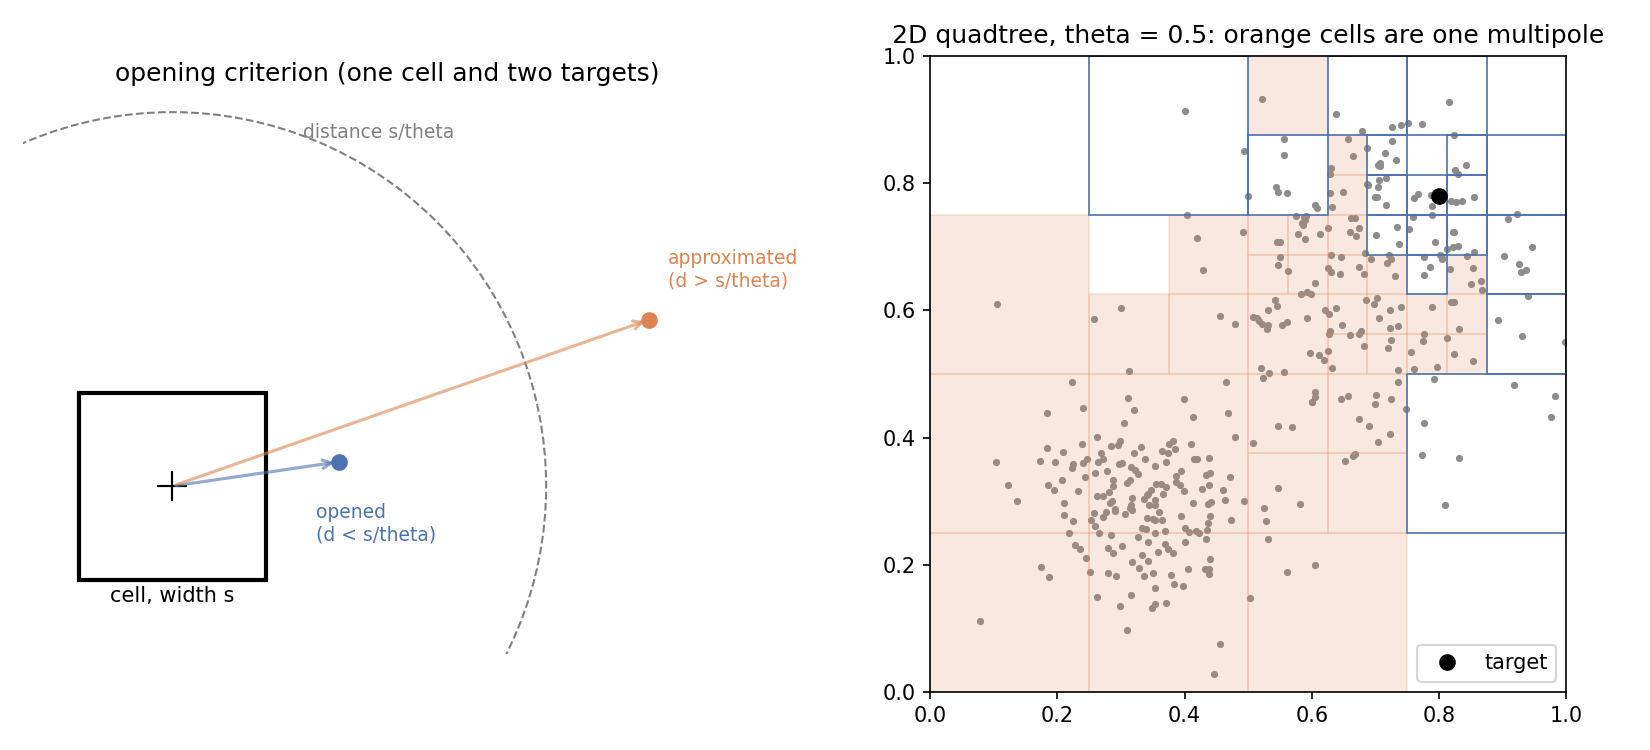 opening criterion (one cell and two targets)
distance s/theta
approximated
(d > s/theta)
opened
(d < s/theta)
cell, width s
2D quadtree, theta = 0.5: orange cells are one multipole
1.0
0.8
0.6
0.4
0.2
0.0
0.0 0.2 0.4 0.6 0.8 1.0
target